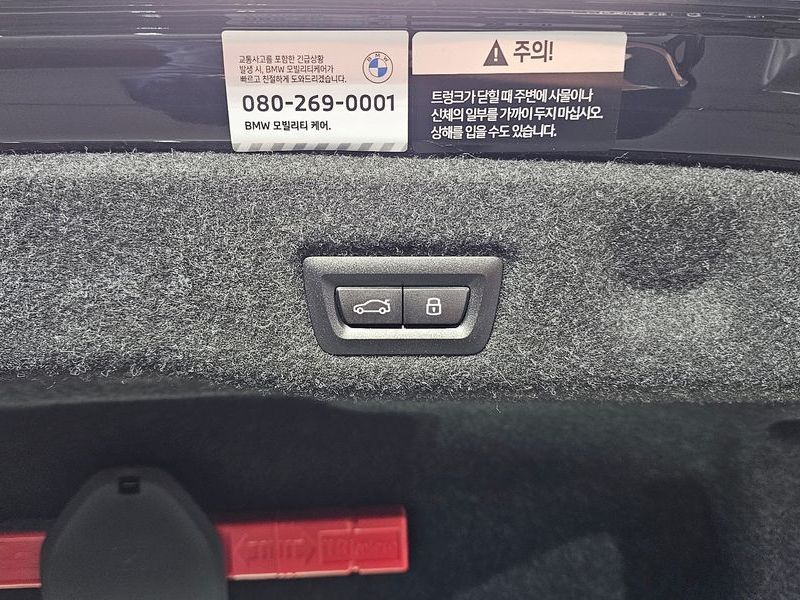 교통사고를 포함한 긴급상황
발생 시, BMW 모빌리티케어가
빠르고 친절하게 도와드리겠습니다.
BMW
080-269-0001
BMW 모빌리티 케어.
주의!
트렁크가 닫힐 때 주변에 사물이나
신체의 일부를 가까이 두지 마십시오.
상해를 입을 수도 있습니다.